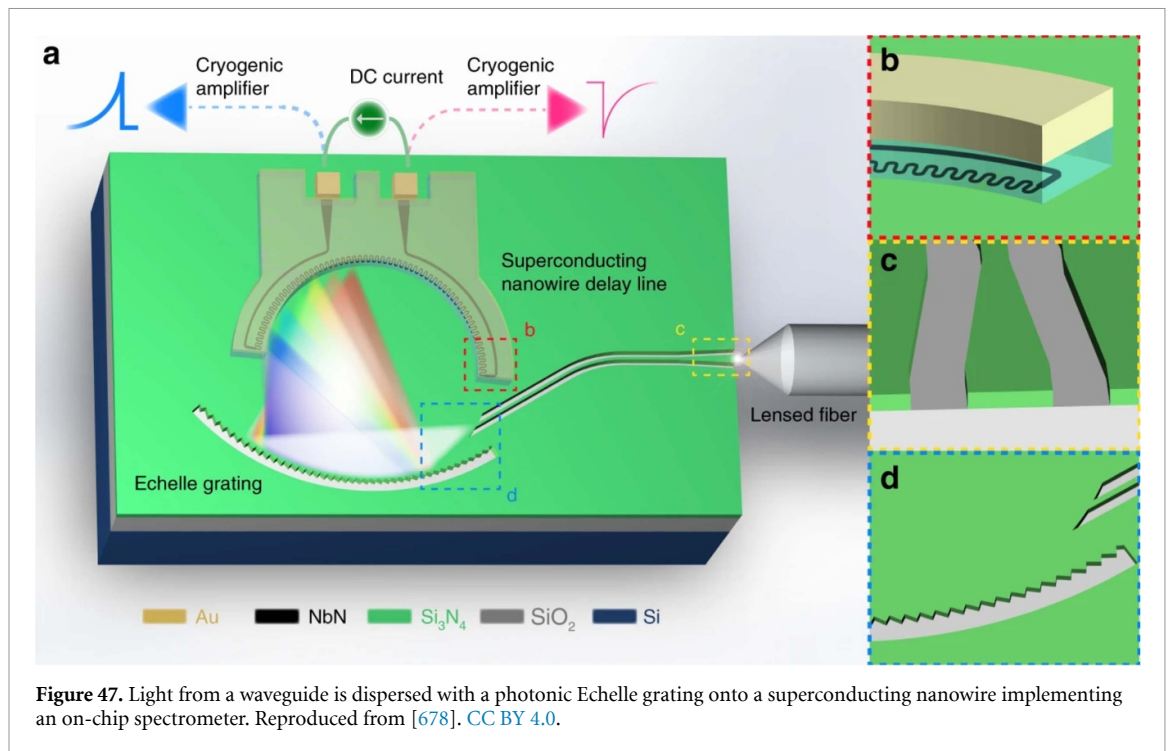 a
Cryogenic
amplifier
DC current
Cryogenic
amplifier
Superconducting
nanowire delay line
b
c
Lensed fiber
Echelle grating
d
Au
NbN
Si₃N₄
SiO₂
Si
b
c
d
Figure 47. Light from a waveguide is dispersed with a photonic Echelle grating onto a superconducting nanowire implementing
an on-chip spectrometer. Reproduced from [678]. CC BY 4.0.